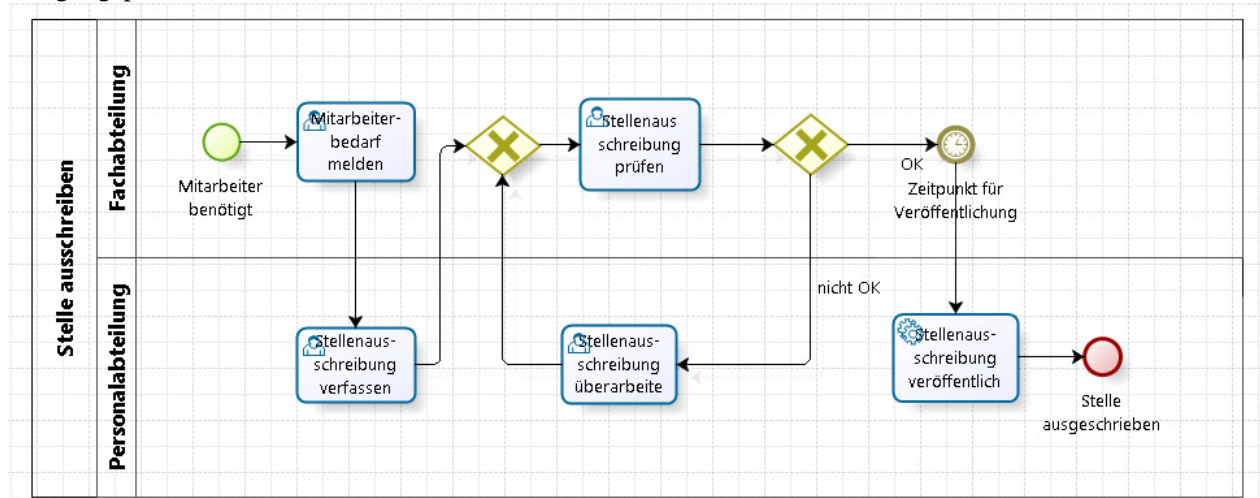 Stelle ausschreiben
Fachabteilung
Mitarbeiter
benötigt
Mitarbeiter-
bedarf
melden
Stellenaus
schreibung
prüfen
OK
Zeitpunkt für
Veröffentlichung
Personalabteilung
Stellenaus-
schreibung
verfassen
Stellenaus-
schreibung
überarbeite
nicht OK
Stellenaus-
schreibung
veröffentlich
Stelle
ausgeschrieben